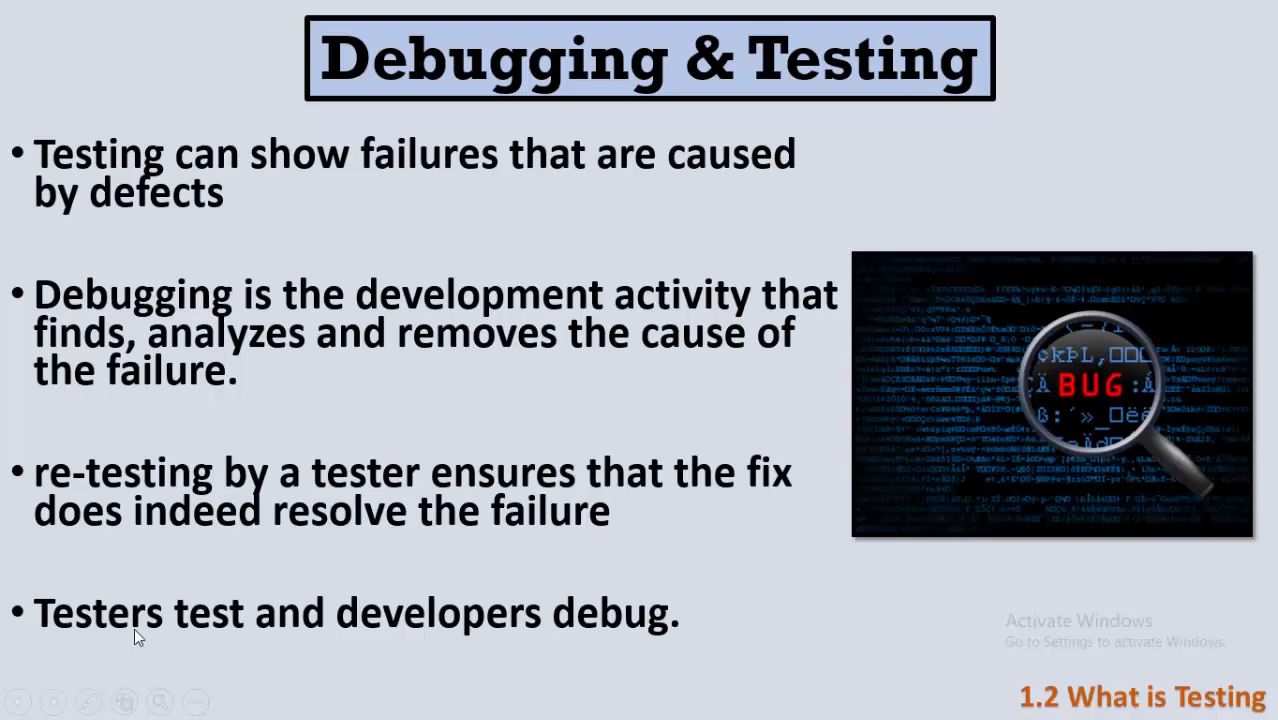 Debugging & Testing
• Testing can show failures that are caused
by defects
• Debugging is the development activity that
finds, analyzes and removes the cause of
the failure.
• re-testing by a tester ensures that the fix
does indeed resolve the failure
• Testers test and developers debug.
BUG
Activate Windows
Go to Settings to activate Windows.
1.2 What is Testing